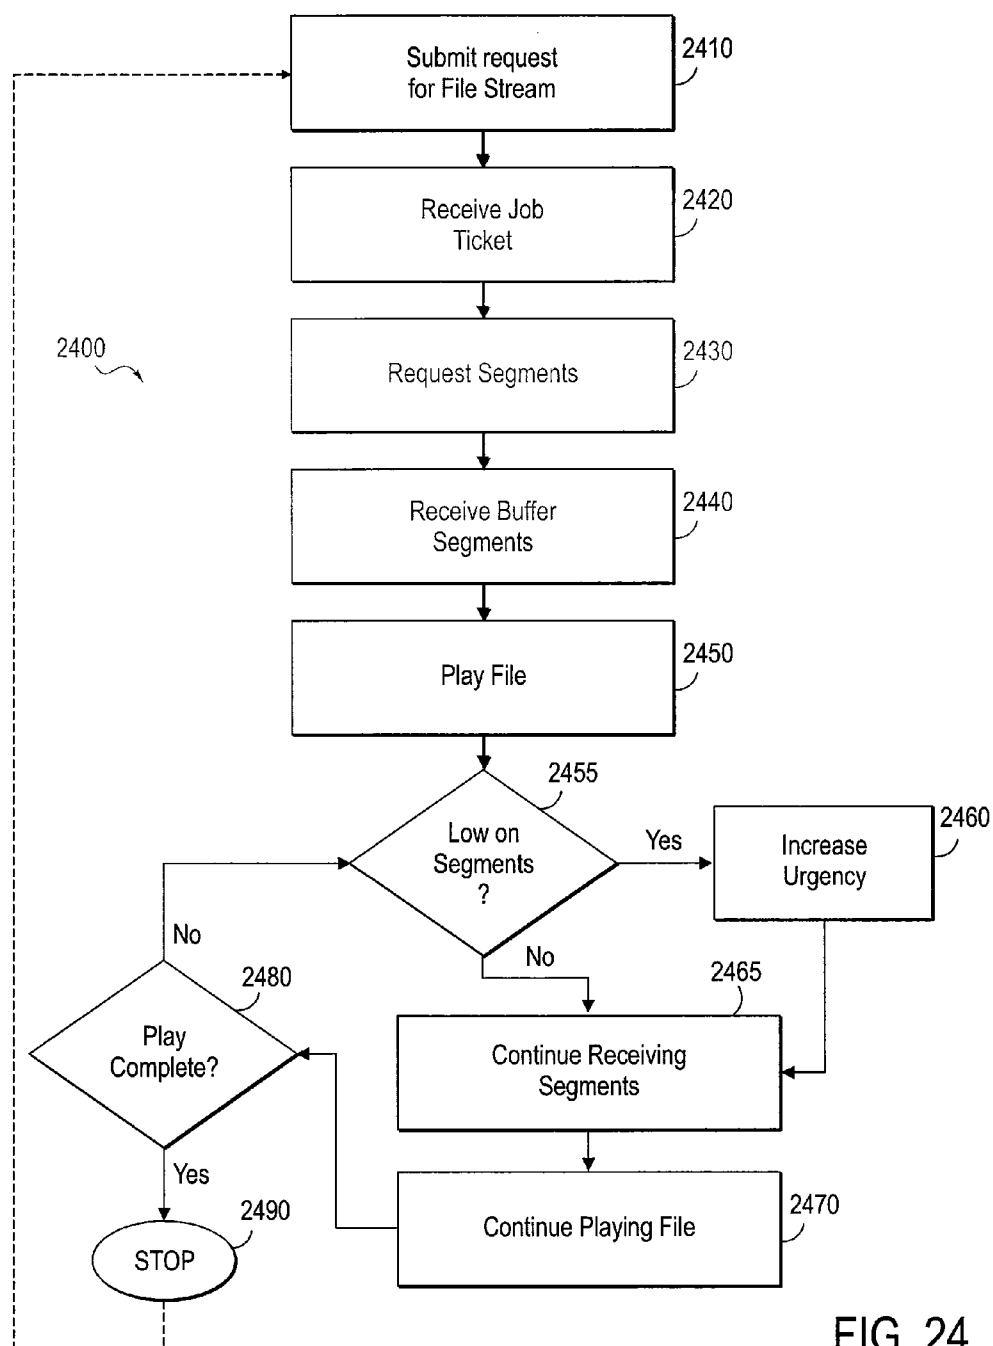 Submit request
for File Stream
2410
Receive Job
Ticket
2420
2400
Request Segments
2430
Receive Buffer
Segments
2440
Play File
2450
2455
Low on
Segments
?
Yes
Increase
Urgency
2460
No
No
2480
Play
Complete?
2465
Continue Receiving
Segments
Yes
2490
STOP
Continue Playing File
2470
FIG. 24